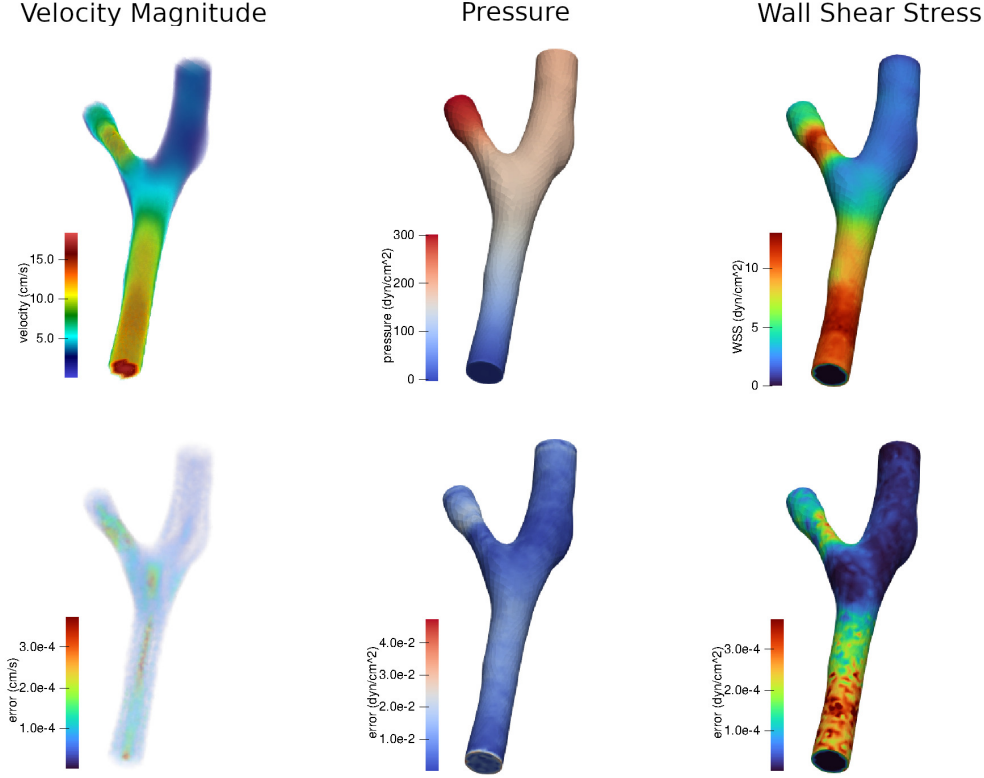 Velocity Magnitude
Pressure
Wall Shear Stress
velocity (cm/s)
15.0
10.0
5.0
pressure (dyn/cm^2)
300
200
100
0
WSS (dyn/cm^2)
10
5
0
error (cm/s)
3.0e-4
2.0e-4
1.0e-4
error (dyn/cm^2)
4.0e-2
3.0e-2
2.0e-2
1.0e-2
error (dyn/cm^2)
3.0e-4
2.0e-4
1.0e-4